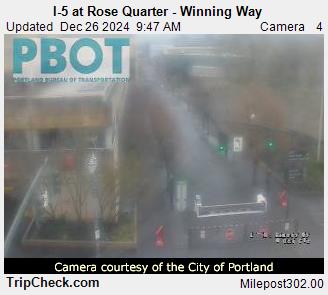 I-5 at Rose Quarter - Winning Way
Updated Dec 26 2024 9:47 AM Camera 4
PBOT
PORTLAND BUREAU OF TRANSPORTATION
Camera courtesy of the City of Portland
TripCheck.com Milepost302.00